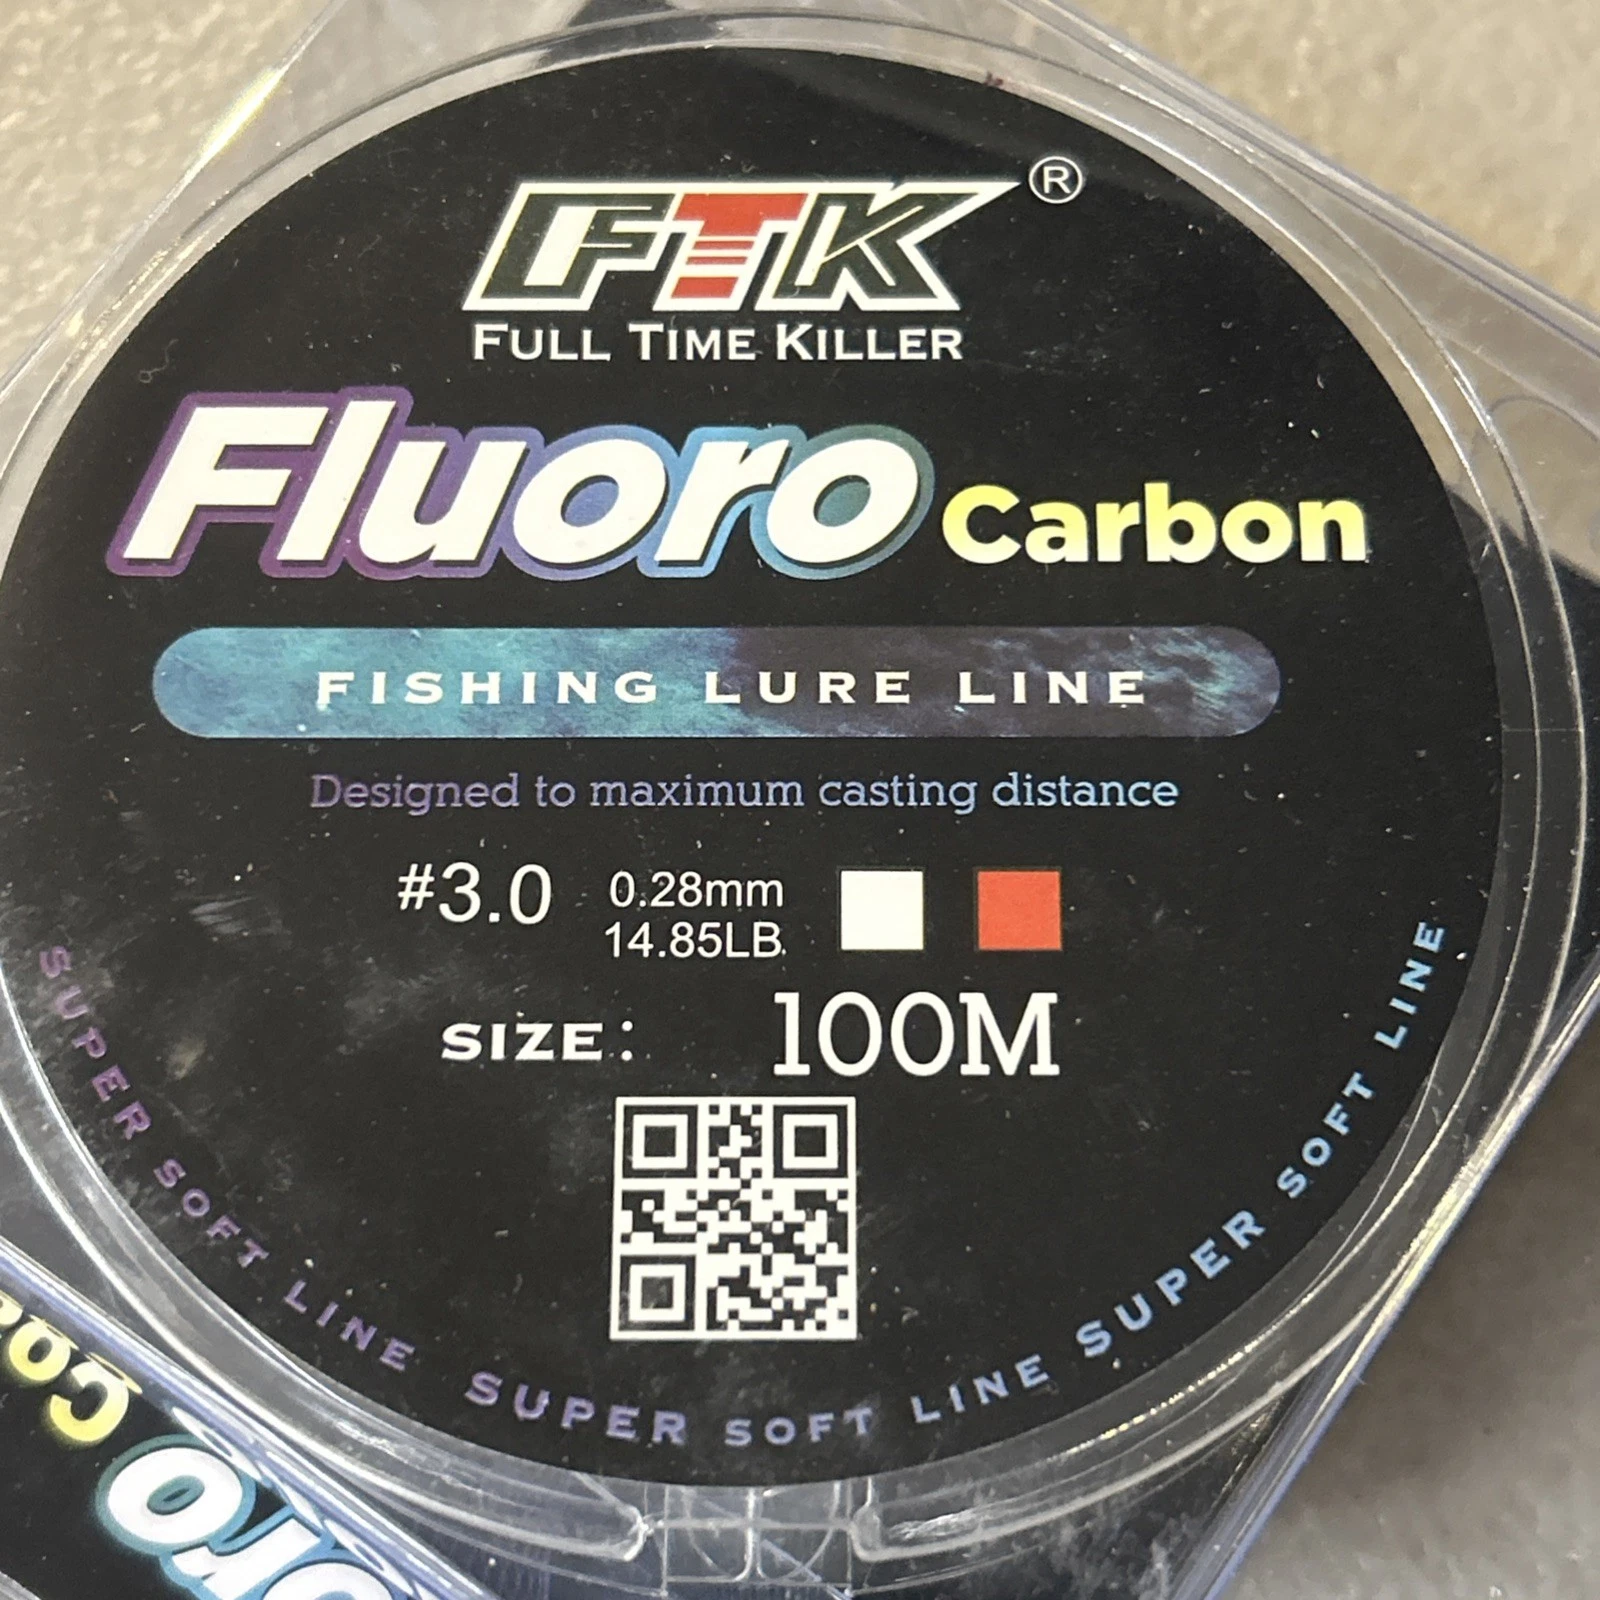 FTK®
FULL TIME KILLER
Fluoro Carbon
FISHING LURE LINE
Designed to maximum casting distance
#3.0 0.28mm
14.85LB
SIZE: 100M
SUPER SOFT LINE SUPER SOFT LINE SUPER SOFT LINE